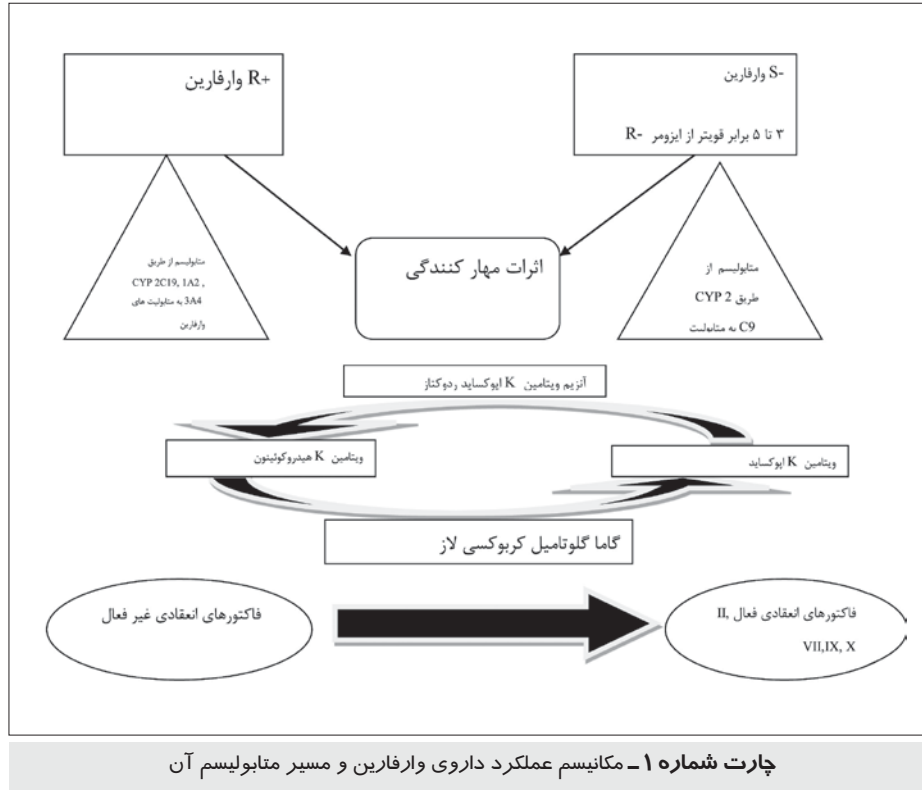 R+ وارفارین
S- وارفارین
۳ تا ۵ برابر قویتر از ایزومر R-
متابولیسم از طریق
CYP 2C19, 1A2 ,
3A4 به متابولیت های
وارفارین
اثرات مهار کنندگی
متابولیسم از
طریق CYP 2
C9 به متابولیت
آنزیم ویتامین K اپوکساید ردوکتاز
ویتامین K هیدروکوئینون
ویتامین K اپوکساید
گاما گلوتامیل کربوکسی لاز
فاکتورهای انعقادی غیر فعال
فاکتورهای انعقادی فعال II,
VII,IX, X
چارت شماره ۱ ـ مکانیسم عملکرد داروی وارفارین و مسیر متابولیسم آن